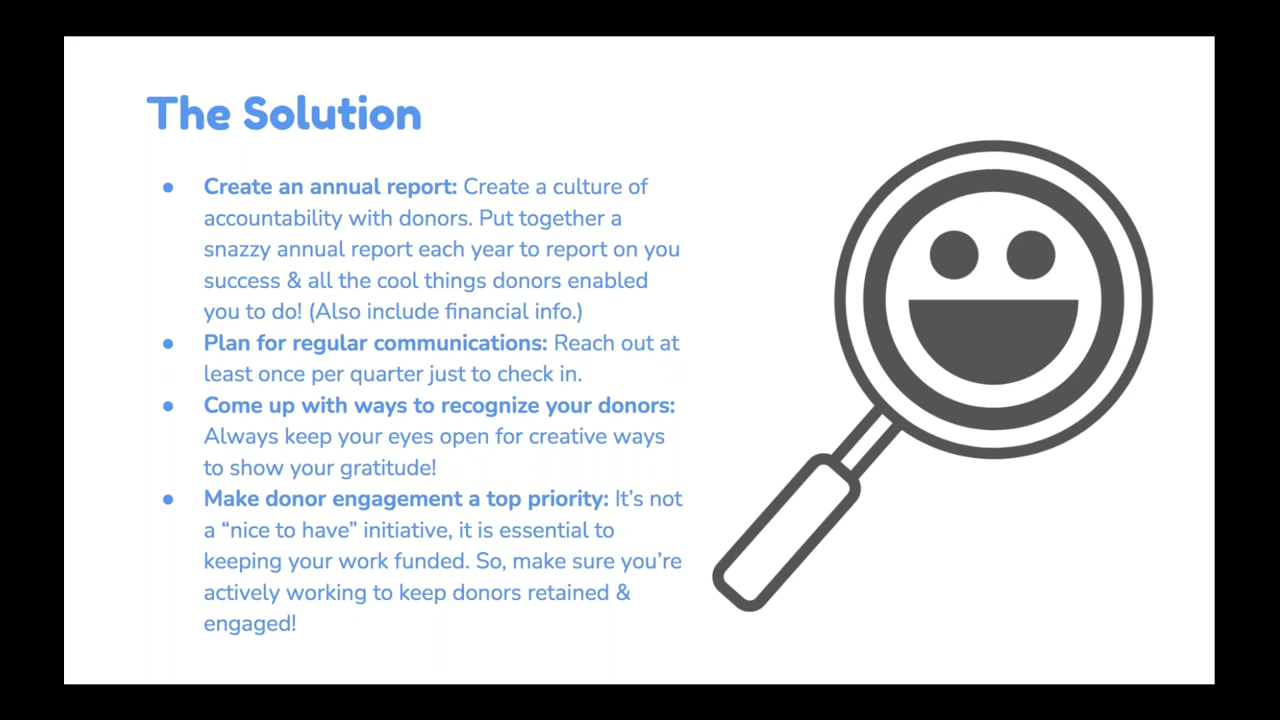 The Solution
● Create an annual report: Create a culture of
accountability with donors. Put together a
snazzy annual report each year to report on you
success & all the cool things donors enabled
you to do! (Also include financial info.)
● Plan for regular communications: Reach out at
least once per quarter just to check in.
● Come up with ways to recognize your donors:
Always keep your eyes open for creative ways
to show your gratitude!
● Make donor engagement a top priority: It’s not
a “nice to have” initiative, it is essential to
keeping your work funded. So, make sure you’re
actively working to keep donors retained &
engaged!